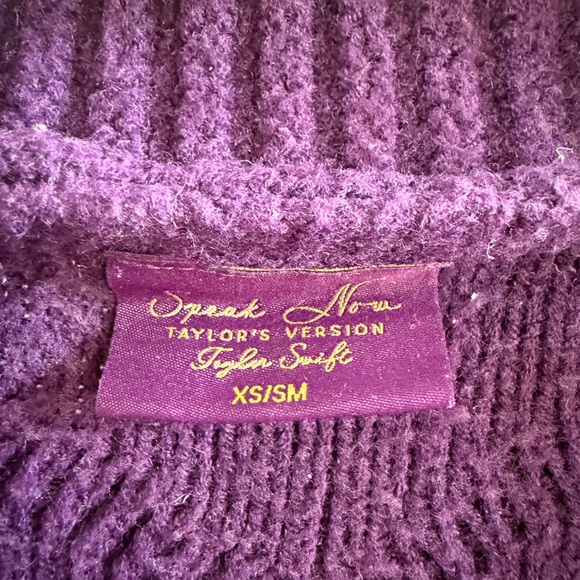 Speak Now
TAYLOR'S VERSION
Taylor Swift
XS/SM